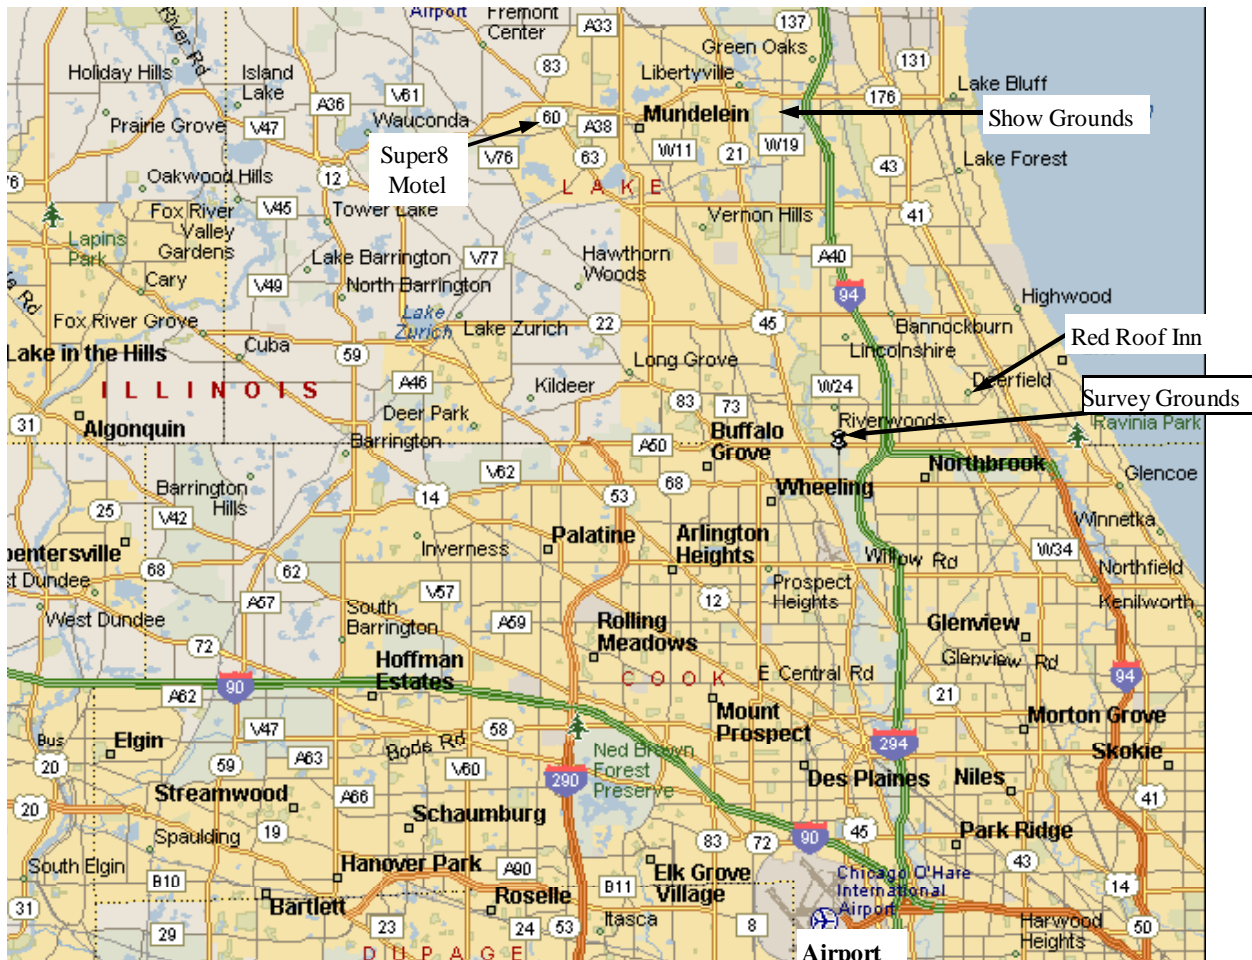 Airport
Fremont
Center
A33
137
Green Oaks
131
River Rd
Holiday Hills
Island
Lake
83
Libertyville
Lake Bluff
A36
V61
176
Prairie Grove
V47
Wauconda
60
A38
Mundelein
Show Grounds
Super8
Motel
V76
63
W11
21
W19
43
Lake Forest
12
Oakwood Hills
L A K E
Fox River
Valley
Gardens
V45
Tower Lake
Vernon Hills
41
Lapins
Park
Lake Barrington
V77
Hawthorn
Woods
A40
Cary
V49
North Barrington
94
Highwood
Fox River Grove
Lake
Zurich
Lake Zurich
22
45
Bannockburn
Red Roof Inn
Lake in the Hills
Cuba
59
Long Grove
Lincolnshire
I L L I N O I S
A46
Kildeer
W24
Deerfield
Survey Grounds
31
Algonquin
Deer Park
83
73
Riverwoods
Ravinia Park
Barrington
A50
Buffalo
Grove
Northbrook
Glencoe
Barrington
Hills
V62
14
53
68
Wheeling
25
V42
Winnetka
Palatine
Arlington
Heights
Inverness
Willow Rd
W34
pentersville
68
62
Northfield
st Dundee
Prospect
Heights
West Dundee
A57
V57
South
Barrington
A59
12
Kenilworth
Rolling
Meadows
Glenview
72
Hoffman
Estates
C O O K
E Central Rd
Glenview Rd
90
A62
21
94
Mount
Prospect
Morton Grove
V47
58
Elgin
A63
Bode Rd
Ned Brown
Forest
Preserve
294
Skokie
Bus
20
59
V60
290
Des Plaines
Niles
20
Streamwood
A66
41
Schaumburg
Spaulding
19
83
72
90
45
Park Ridge
South Elgin
Hanover Park
A90
Elk Grove
Village
Chicago O'Hare
International
Airport
43
14
B10
Bartlett
Roselle
B11
31
29
23
24
53
Itasca
8
Harwood
Heights
50
D U P A G E
Airport